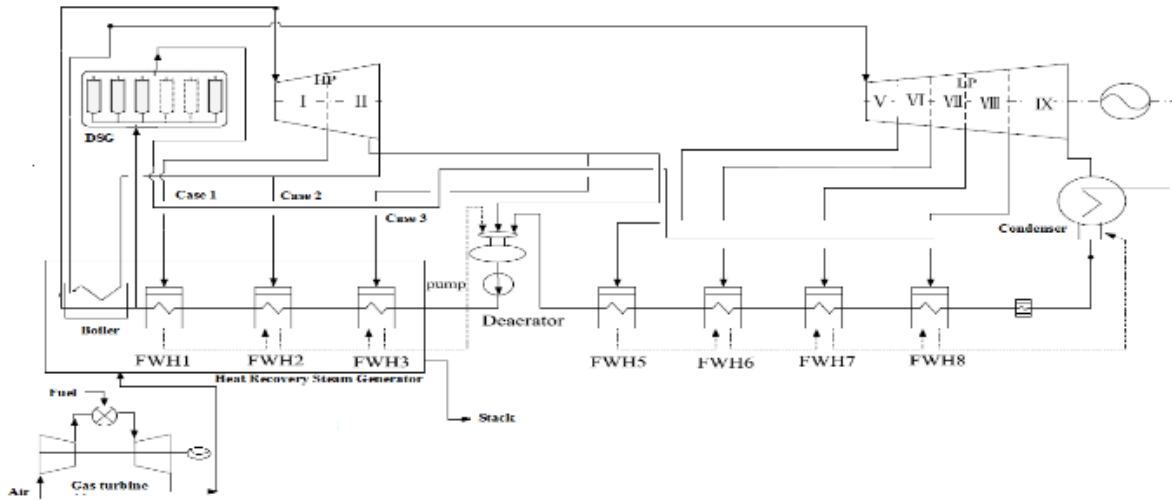 HP
I II
DSG
LP
V VI VII VIII IX
Case 1
Case 2
Case 3
Condenser
pump
Boiler
Deaerator
FWH1 FWH2 FWH3
FWH5 FWH6 FWH7 FWH8
Heat Recovery Steam Generator
Fuel
Stack
Gas turbine
Air